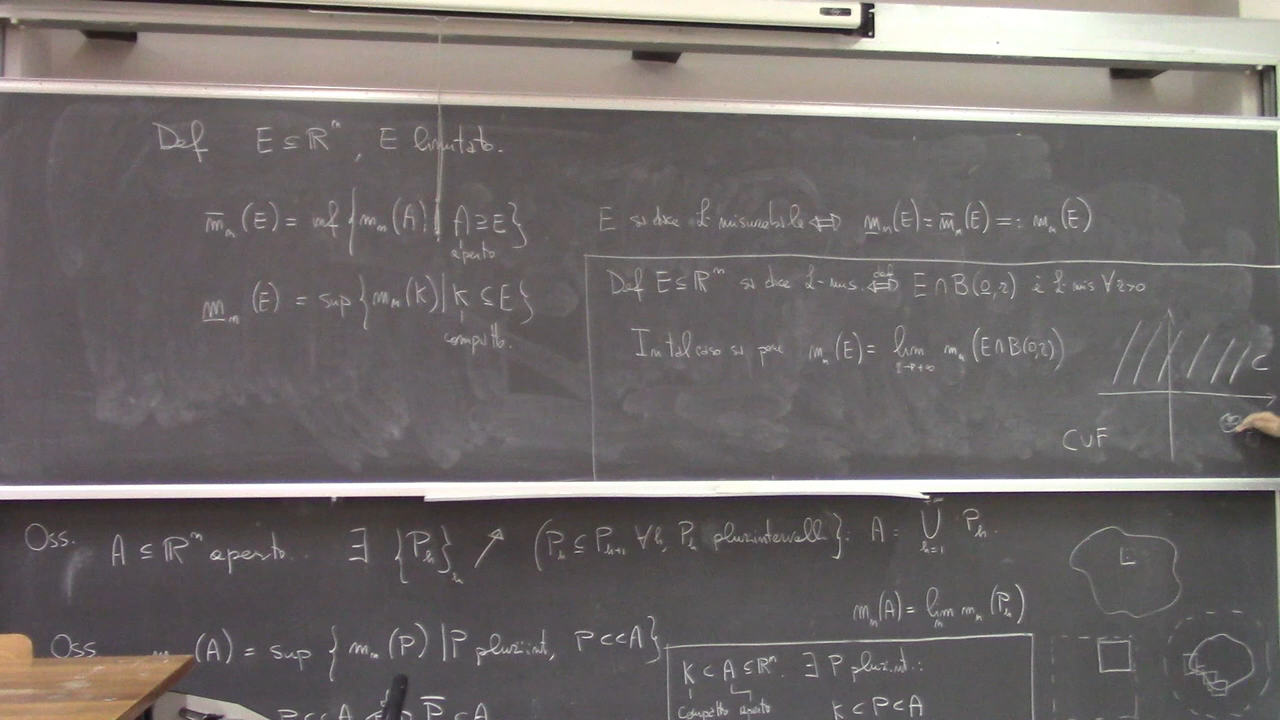 Def E ⊆ ℝⁿ, E limitato.
m̅ₙ(E) = inf { mₙ(A) | A ⊇ E }
aperto
m̲ₙ(E) = sup { mₙ(K) | K ⊆ E }
compatto.
E si dice L-misurabile ⇔ m̲ₙ(E) = m̅ₙ(E) =: mₙ(E)
Def E ⊆ ℝⁿ si dice L-mis. ⇔ def E ∩ B(0,r) è L-mis ∀ r>0
In tal caso si pone mₙ(E) = lim r→+∞ mₙ(E∩B(0,r))
C
C∪F
Oss. A ⊆ ℝⁿ aperto. ∃ {Pₕ}ₕ ↗ (Pₕ ⊆ Pₕ₊₁ ∀h, Pₕ plurintervalli}: A = ⋃ h=1 +∞ Pₕ.
mₙ(A) = lim h mₙ(Pₕ)
Oss. mₙ(A) = sup { mₙ(P) | P plurint, P⊂⊂A }
P⊂⊂A P̅⊂A
K ⊂ A ⊆ ℝⁿ. ∃ P plurint.:
compatto aperto
K ⊂ P ⊂ A